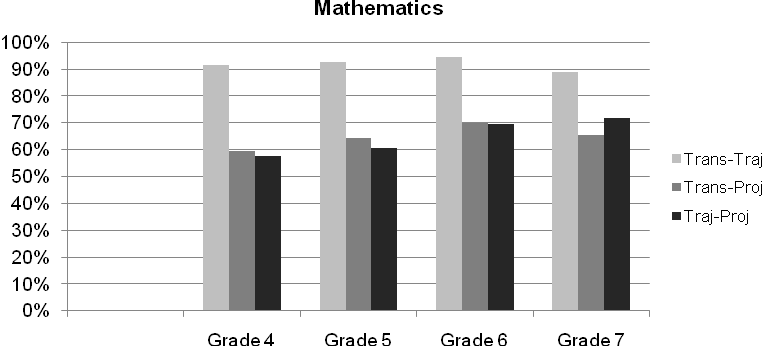 Mathematics
100%
90%
80%
70%
60%
50%
40%
30%
20%
10%
0%
Grade 4
Grade 5
Grade 6
Grade 7
Trans-Traj
Trans-Proj
Traj-Proj